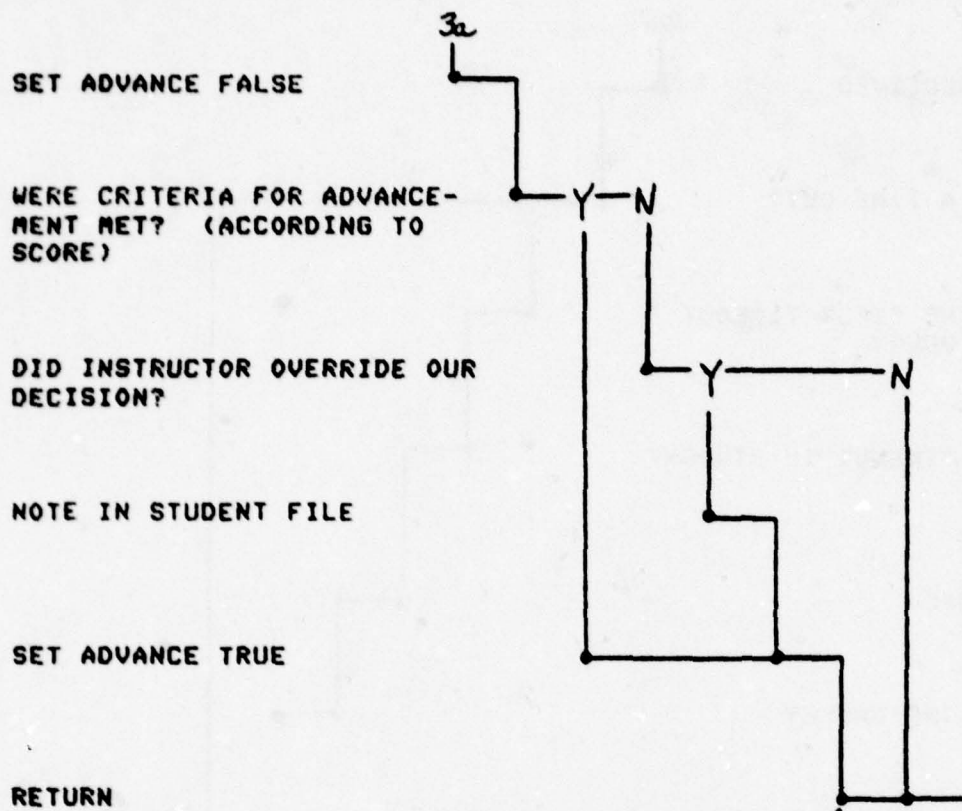 3a
SET ADVANCE FALSE
WERE CRITERIA FOR ADVANCE-
MENT MET? (ACCORDING TO
SCORE)
Y N
DID INSTRUCTOR OVERRIDE OUR
DECISION?
Y N
NOTE IN STUDENT FILE
SET ADVANCE TRUE
RETURN